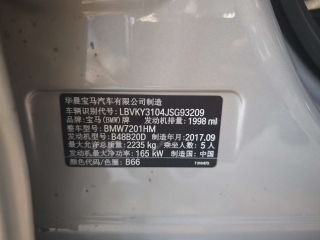 华晨宝马汽车有限公司制造
车辆识别代号: LBVKY3104JSG93209
品牌: 宝马(BMW)牌 发动机排量: 1998 ml
整车型号: BMW7201HM
发动机型号: B48B20D 制造年月: 2017.09
最大允许总质量: 2235 kg 乘坐人数: 5 人
发动机最大净功率: 165 kW 制造国: 中国
颜色代码/色重: B66